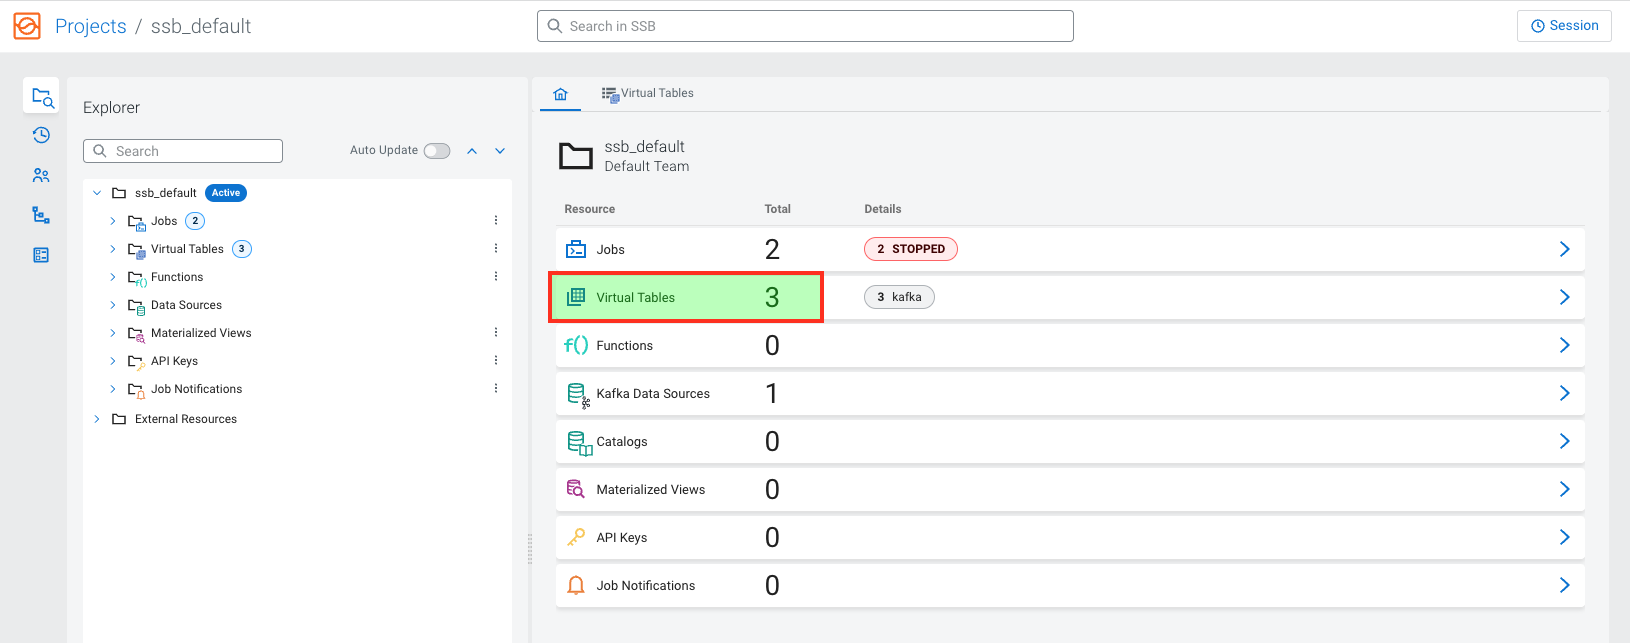 Projects / ssb_default
Search in SSB
Session
Explorer
Search
Auto Update
ssb_default Active
Jobs 2
Virtual Tables 3
f() Functions
Data Sources
Materialized Views
API Keys
Job Notifications
External Resources
Virtual Tables
ssb_default
Default Team
Resource Total Details
Jobs 2 2 STOPPED
Virtual Tables 3 3 kafka
f() Functions 0
Kafka Data Sources 1
Catalogs 0
Materialized Views 0
API Keys 0
Job Notifications 0